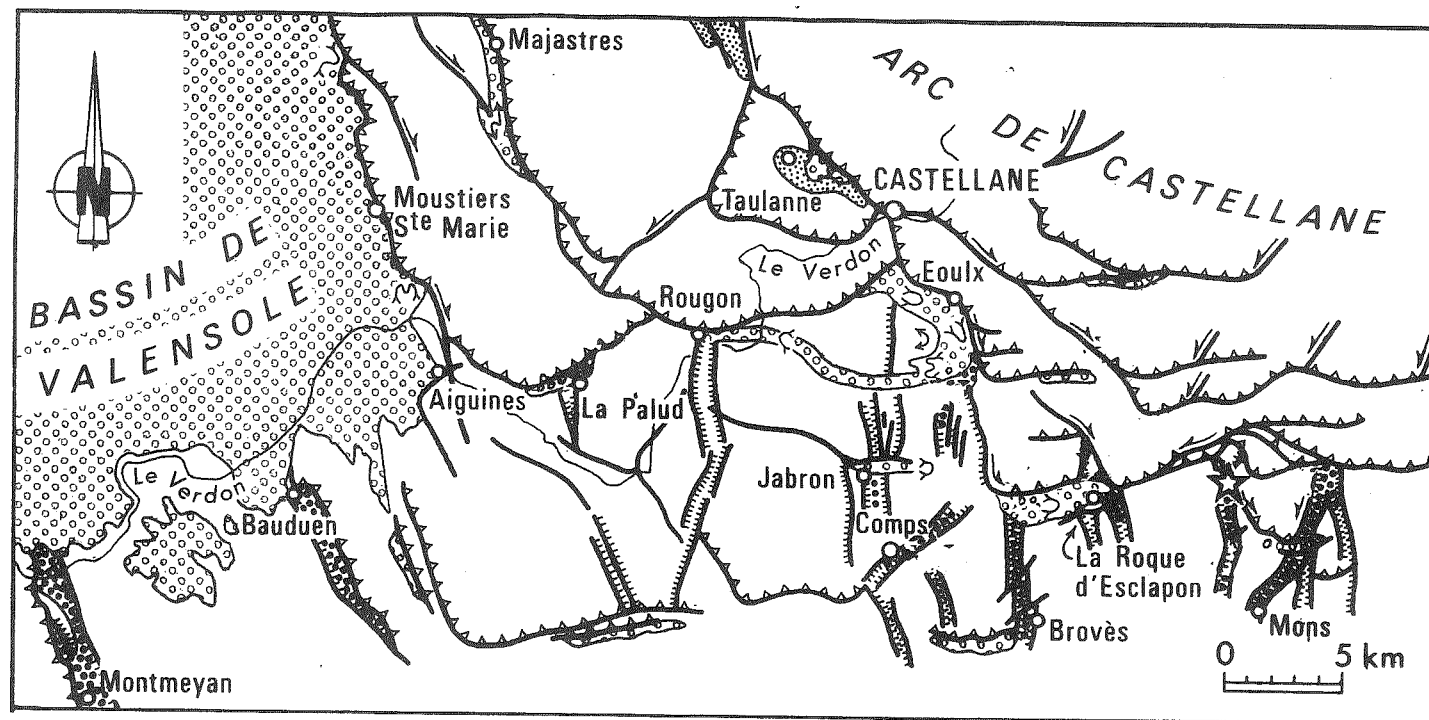 Majastres
ARC DE CASTELLANE
Moustiers
Ste Marie
Taulanne
CASTELLANE
BASSIN DE
VALENSOLE
Le Verdon
Eoulx
Rougon
Aiguines
La Palud
Le Verdon
Bauduen
Jabron
Comps
La Roque
d'Esclapon
Brovès
Mons
Montmeyan
0 5 km
N